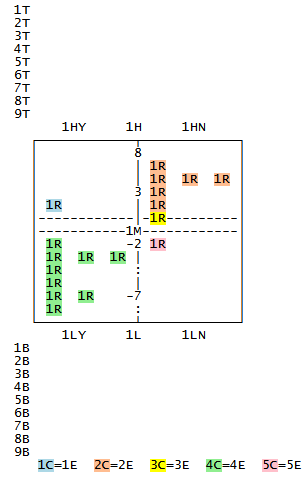 1T
2T
3T
4T
5T
6T
7T
8T
9T
1HY 1H 1HN
8
| 1R
| 1R 1R 1R
3 1R
1R | 1R
---------------|-1R-----------
--------------1M--------------
1R -2 1R
1R 1R 1R |
1R :
1R |
1R 1R -7
1R :
1LY 1L 1LN
1B
2B
3B
4B
5B
6B
7B
8B
9B
1C=1E 2C=2E 3C=3E 4C=4E 5C=5E